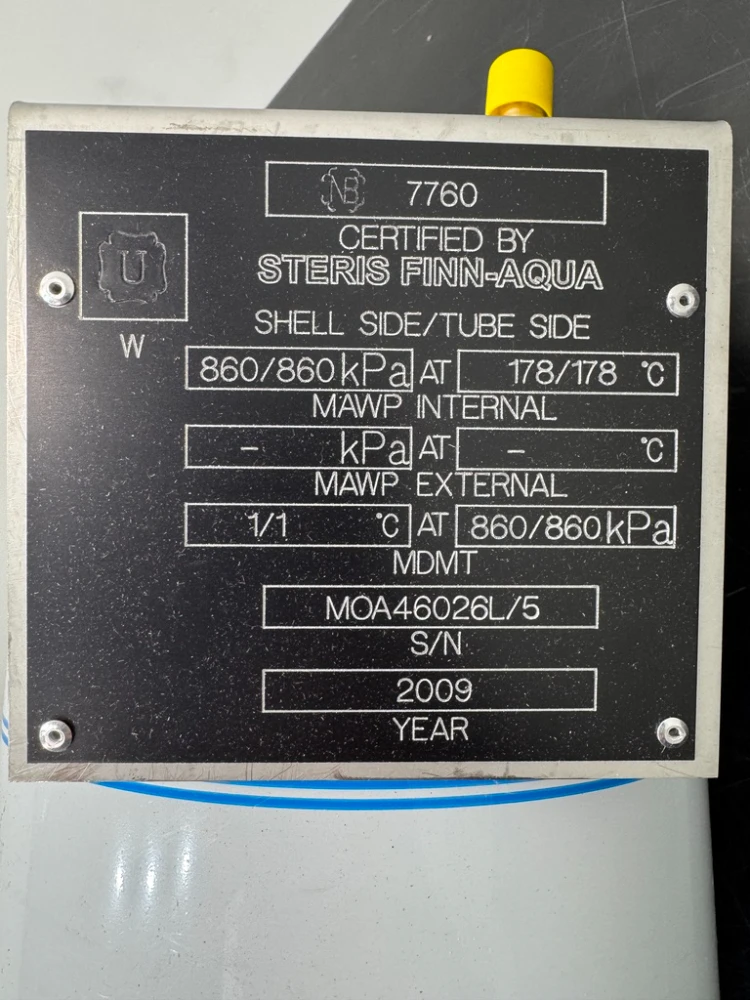 NB 7760
CERTIFIED BY
STERIS FINN-AQUA
U
W
SHELL SIDE/TUBE SIDE
860/860 kPa AT 178/178 °C
MAWP INTERNAL
- kPa AT - °C
MAWP EXTERNAL
1/1 °C AT 860/860 kPa
MDMT
MOA46026L/5
S/N
2009
YEAR